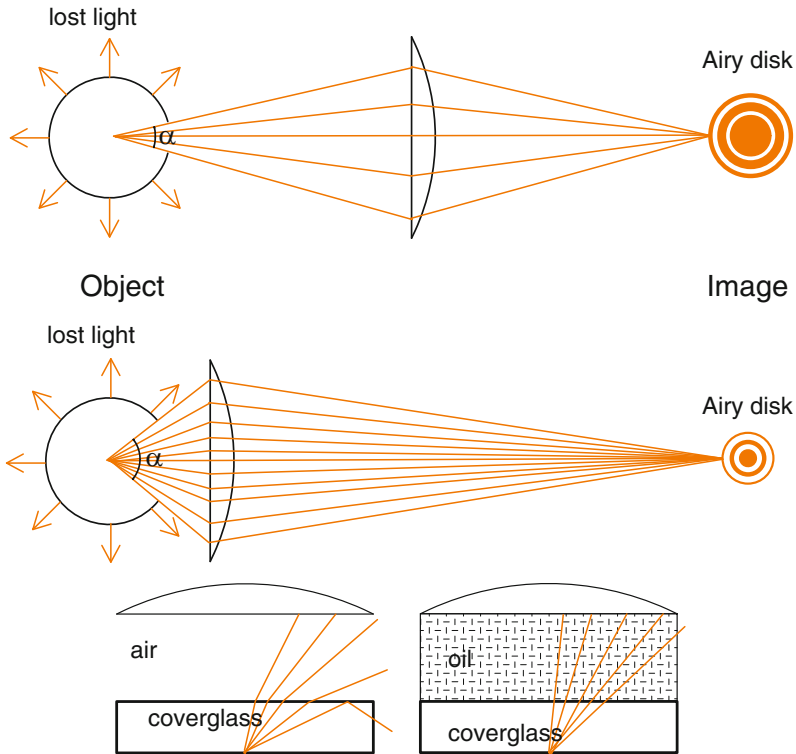 lost light
Airy disk
α
Object
Image
lost light
Airy disk
α
air
oil
coverglass
coverglass